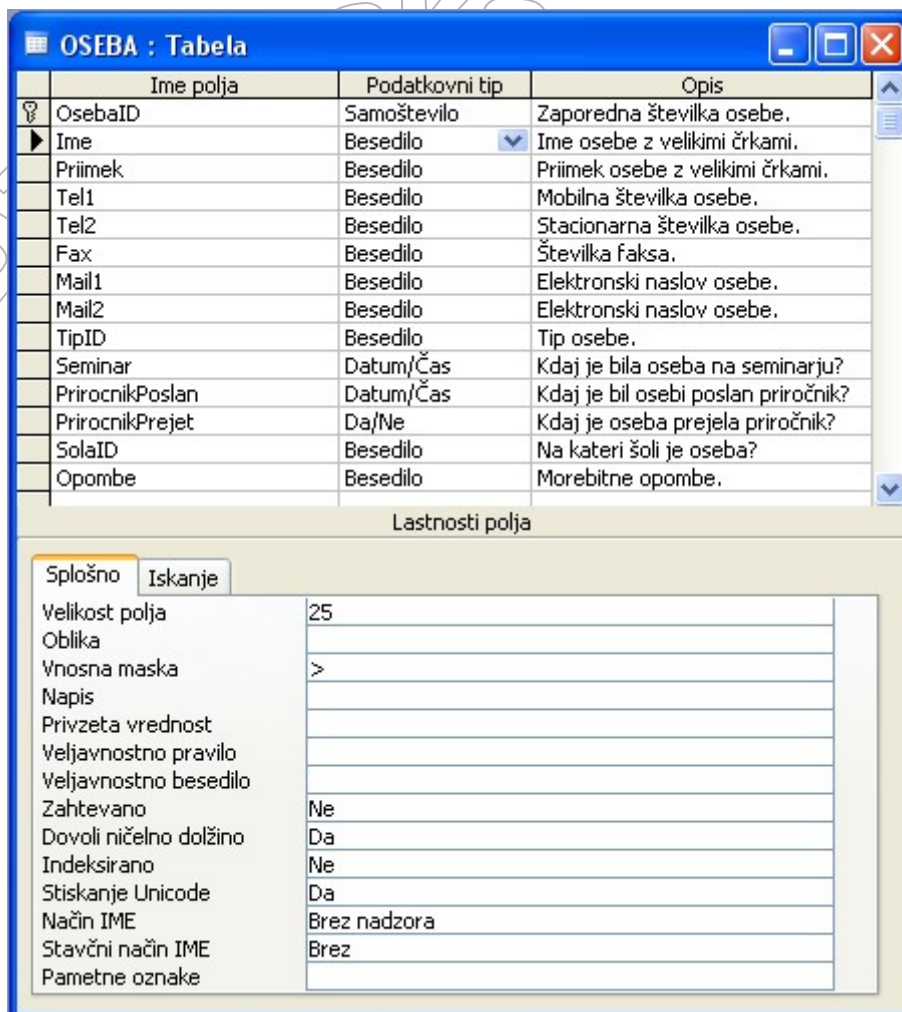 OSEBA : Tabela
Ime polja Podatkovni tip Opis
OsebaID Samoštevilo Zaporedna številka osebe.
Ime Besedilo Ime osebe z velikimi črkami.
Priimek Besedilo Priimek osebe z velikimi črkami.
Tel1 Besedilo Mobilna številka osebe.
Tel2 Besedilo Stacionarna številka osebe.
Fax Besedilo Številka faksa.
Mail1 Besedilo Elektronski naslov osebe.
Mail2 Besedilo Elektronski naslov osebe.
TipID Besedilo Tip osebe.
Seminar Datum/Čas Kdaj je bila oseba na seminarju?
PrirocnikPoslan Datum/Čas Kdaj je bil osebi poslan priročnik?
PrirocnikPrejet Da/Ne Kdaj je oseba prejela priročnik?
SolaID Besedilo Na kateri šoli je oseba?
Opombe Besedilo Morebitne opombe.
Lastnosti polja
Splošno Iskanje
Velikost polja 25
Oblika
Vnosna maska >
Napis
Privzeta vrednost
Veljavnostno pravilo
Veljavnostno besedilo
Zahtevano Ne
Dovoli ničelno dolžino Da
Indeksirano Ne
Stiskanje Unicode Da
Način IME Brez nadzora
Stavčni način IME Brez
Pametne oznake